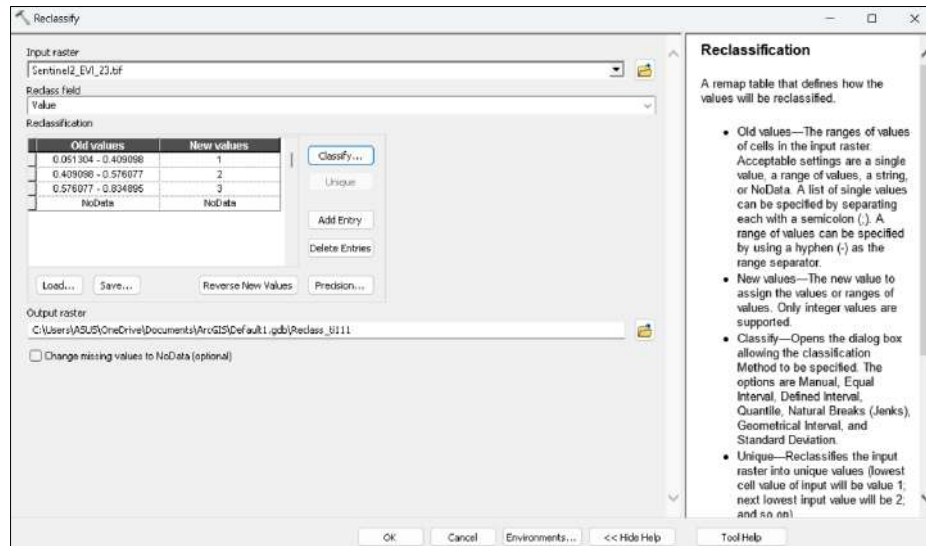 Reclassify
Input raster
Sentinel2_EVI_23.tif
Reclass field
Value
Reclassification
Old values New values
0.051304 - 0.409098 1
0.409098 - 0.576077 2
0.576077 - 0.834895 3
NoData NoData
Classify...
Unique
Add Entry
Delete Entries
Load... Save... Reverse New Values Precision...
Output raster
C:\Users\ASUS\OneDrive\Documents\ArcGIS\Default1.gdb\Reclass_ti111
Change missing values to NoData (optional)
OK Cancel Environments... << Hide Help Tool Help
Reclassification
A remap table that defines how the
values will be reclassified.
• Old values—The ranges of values
of cells in the input raster.
Acceptable settings are a single
value, a range of values, a string,
or NoData. A list of single values
can be specified by separating
each with a semicolon (;). A
range of values can be specified
by using a hyphen (-) as the
range separator.
• New values—The new value to
assign the values or ranges of
values. Only integer values are
supported.
• Classify—Opens the dialog box
allowing the classification
Method to be specified. The
options are Manual, Equal
Interval, Defined Interval,
Quantile, Natural Breaks (Jenks),
Geometrical Interval, and
Standard Deviation.
• Unique—Reclassifies the input
raster into unique values (lowest
cell value of input will be value 1;
next lowest input value will be 2;
and so on)